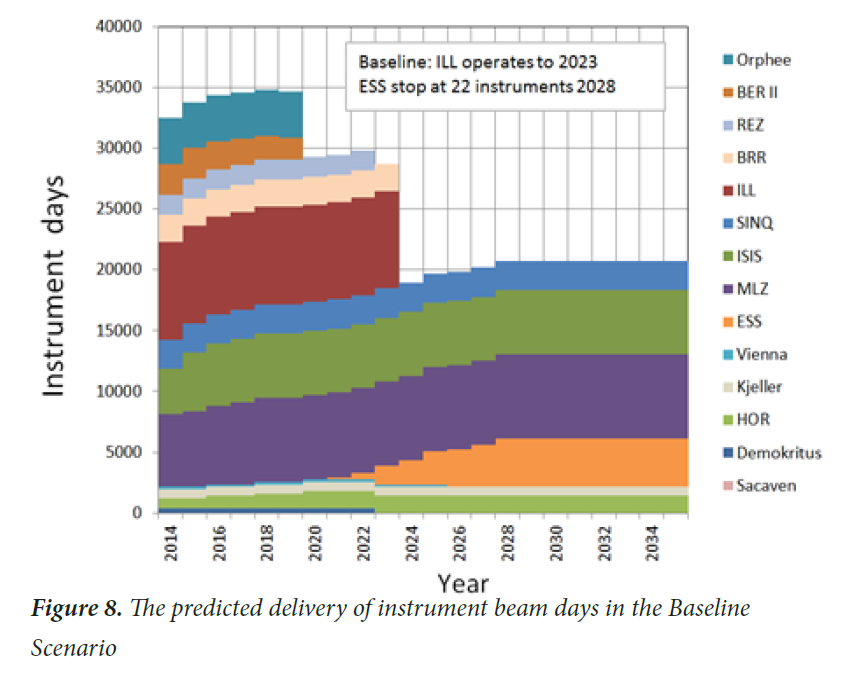 40000
35000
30000
25000
20000
15000
10000
5000
0
Instrument days
Baseline: ILL operates to 2023
ESS stop at 22 instruments 2028
Orphee
BER II
REZ
BRR
ILL
SINQ
ISIS
MLZ
ESS
Vienna
Kjeller
HOR
Demokritus
Sacaven
2014
2016
2018
2020
2022
2024
2026
2028
2030
2032
2034
Year
Figure 8. The predicted delivery of instrument beam days in the Baseline
Scenario